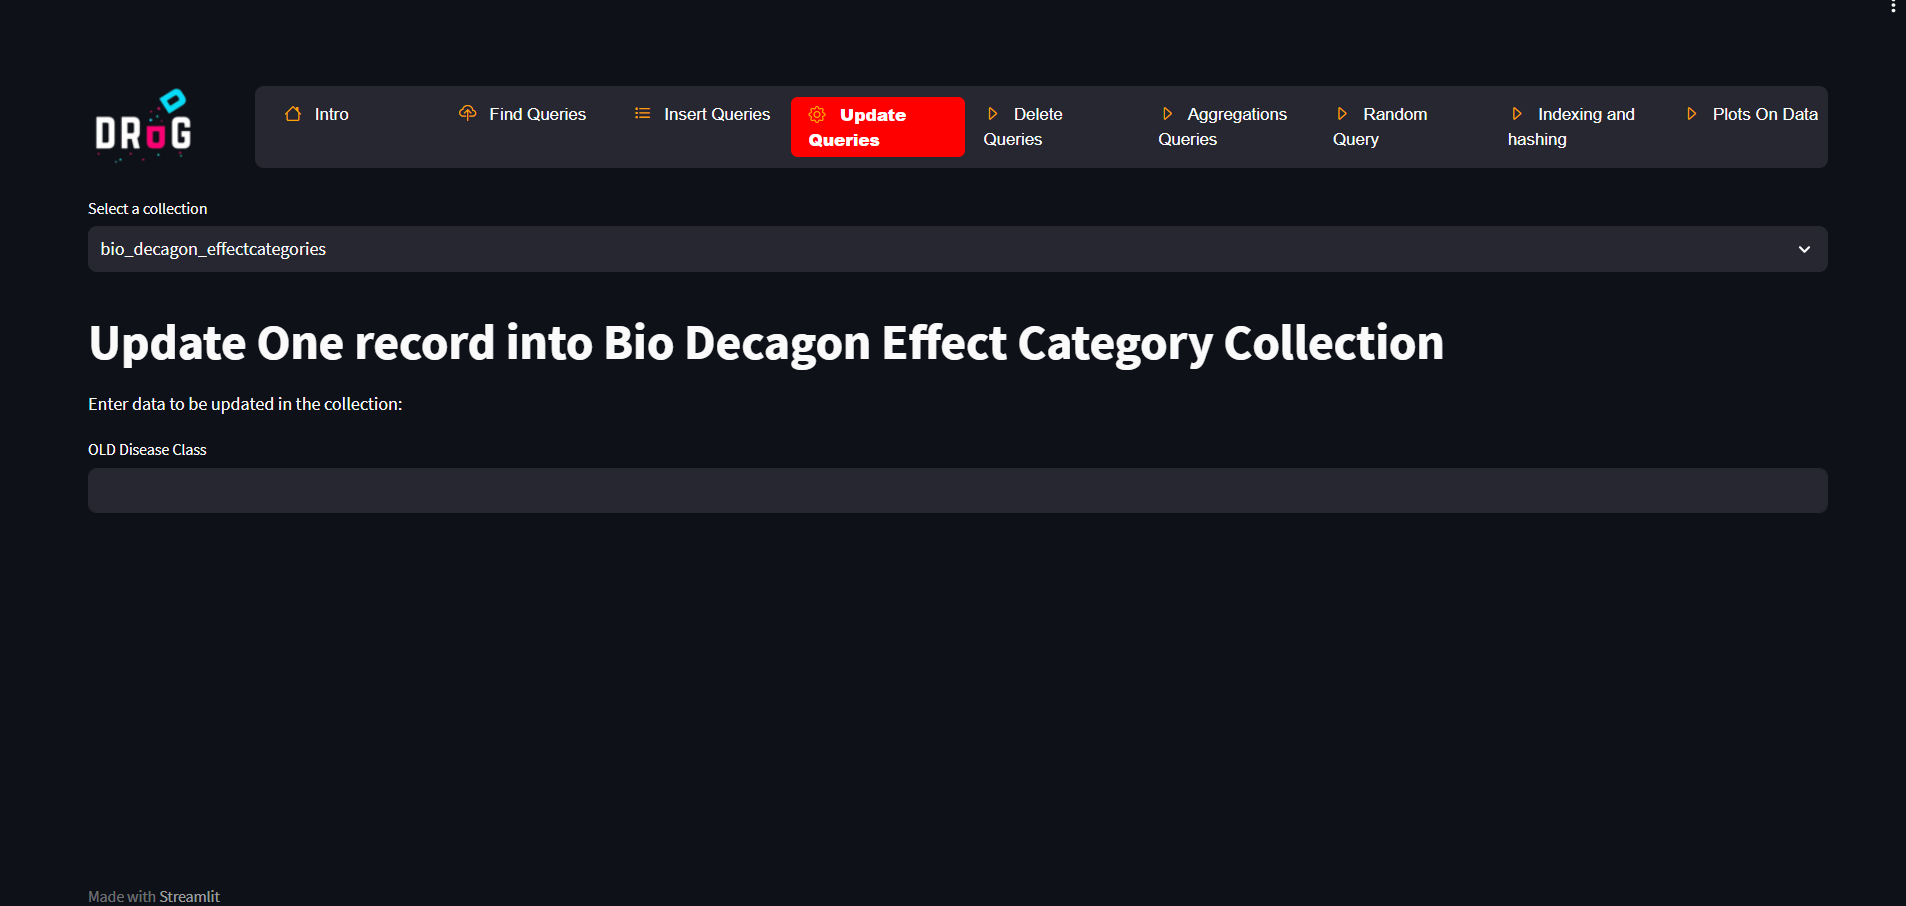 DROG
Intro
Find Queries
Insert Queries
Update
Queries
Delete
Queries
Aggregations
Queries
Random
Query
Indexing and
hashing
Plots On Data
Select a collection
bio_decagon_effectcategories
Update One record into Bio Decagon Effect Category Collection
Enter data to be updated in the collection:
OLD Disease Class
Made with Streamlit